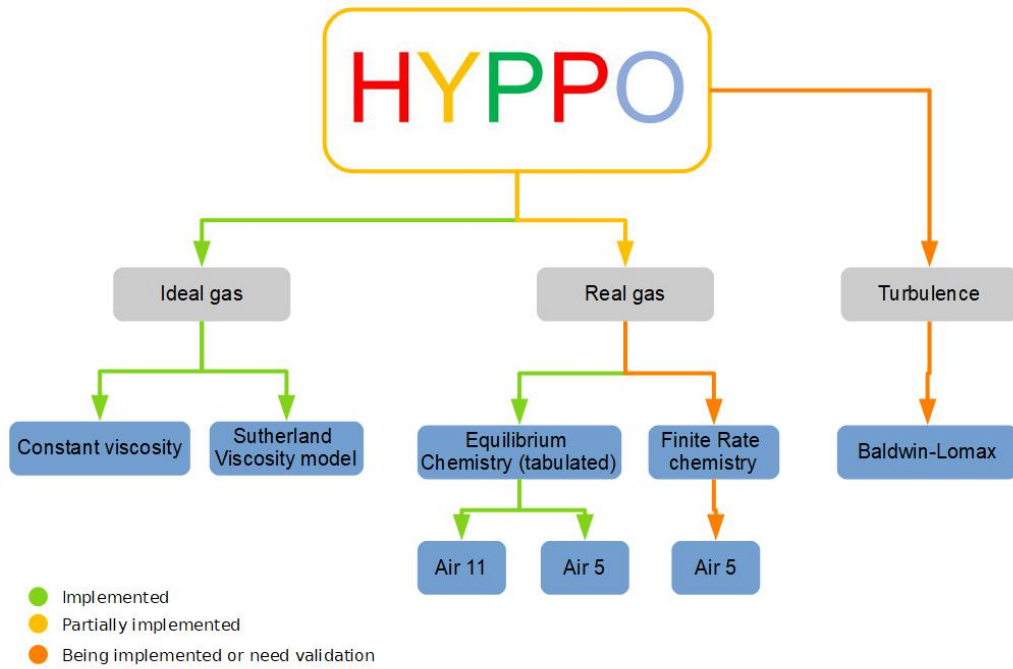 HYPPO
Ideal gas
Real gas
Turbulence
Constant viscosity
Sutherland
Viscosity model
Equilibrium
Chemistry (tabulated)
Finite Rate
chemistry
Baldwin-Lomax
Air 11
Air 5
Air 5
Implemented
Partially implemented
Being implemented or need validation